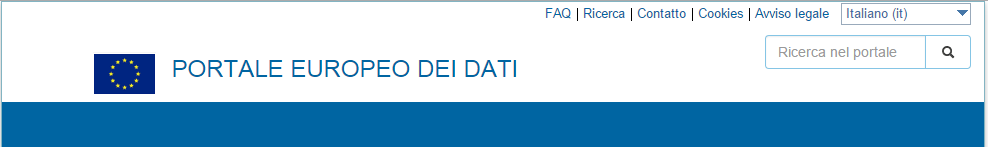 FAQ | Ricerca | Contatto | Cookies | Avviso legale Italiano (it)
Ricerca nel portale
PORTALE EUROPEO DEI DATI